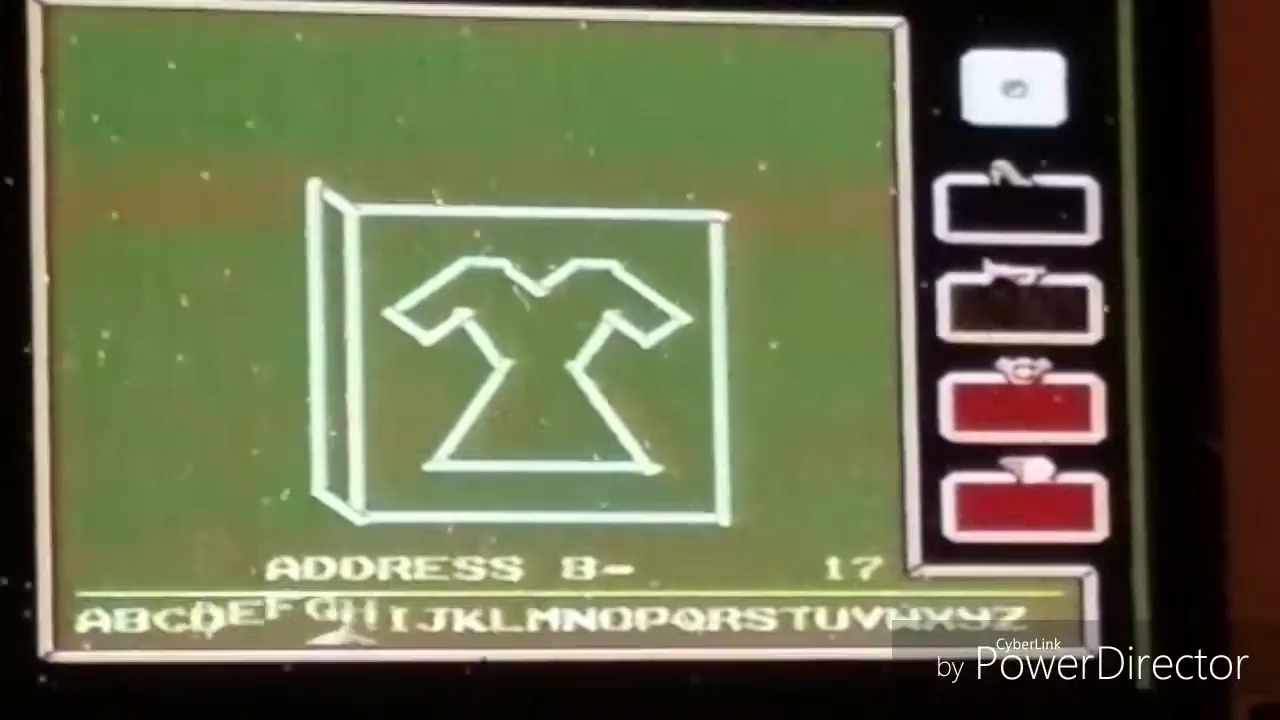 ADDRESS 8- 17
ABCDEFGHIJKLMNOPQRSTUVWXYZ
CyberLink
by PowerDirector